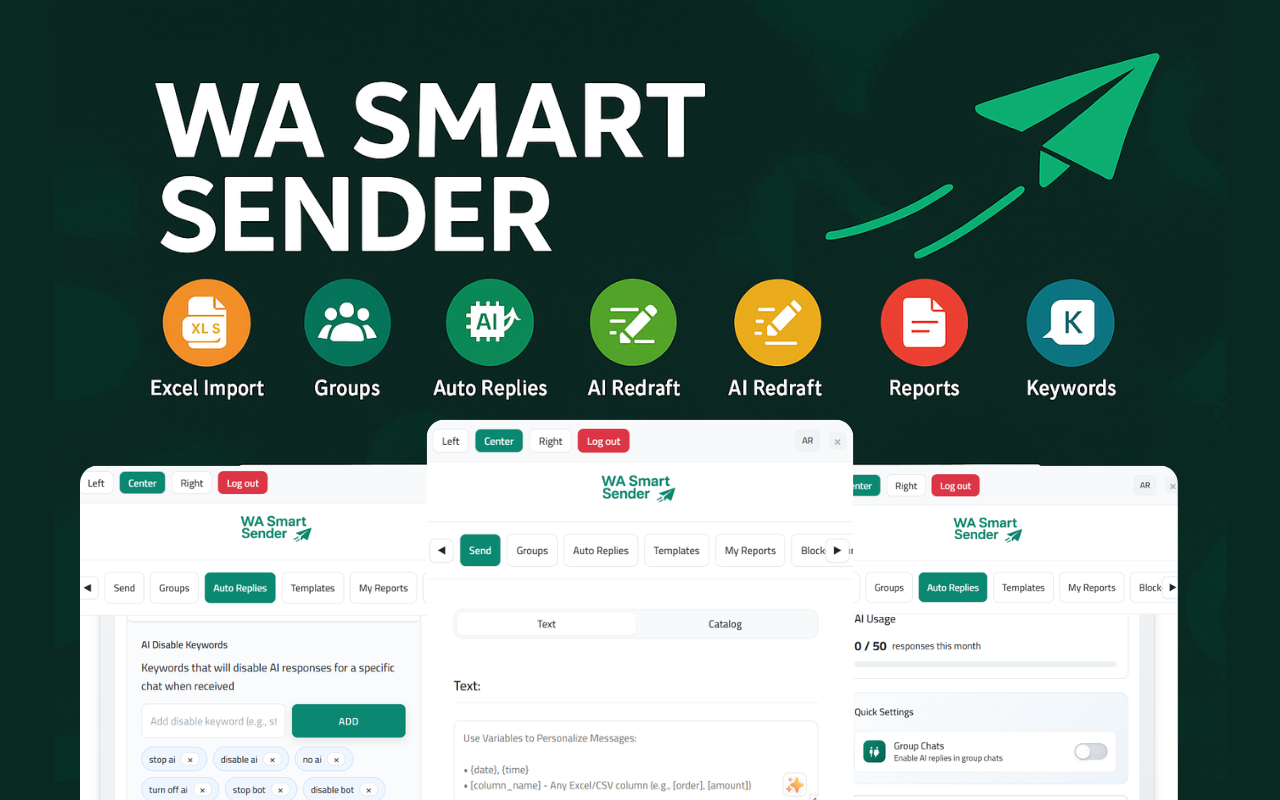 WA SMART
SENDER
XLS
AI
K
Excel Import
Groups
Auto Replies
AI Redraft
AI Redraft
Reports
Keywords
Left
Center
Right
Log out
WA Smart
Sender
Send
Groups
Auto Replies
Templates
My Reports
AI Disable Keywords
Keywords that will disable AI responses for a specific
chat when received
Add disable keyword (e.g., st
ADD
stop ai ×
disable ai ×
no ai ×
turn off ai ×
stop bot ×
disable bot ×
Left
Center
Right
Log out
AR
×
WA Smart
Sender
◀
Send
Groups
Auto Replies
Templates
My Reports
Block
▶
Text
Catalog
Text:
Use Variables to Personalize Messages:
• {date}, {time}
• [column_name] - Any Excel/CSV column (e.g., [order], [amount])
nter
Right
Log out
AR
×
WA Smart
Sender
Groups
Auto Replies
Templates
My Reports
Block
▶
AI Usage
0 / 50 responses this month
Quick Settings
Group Chats
Enable AI replies in group chats